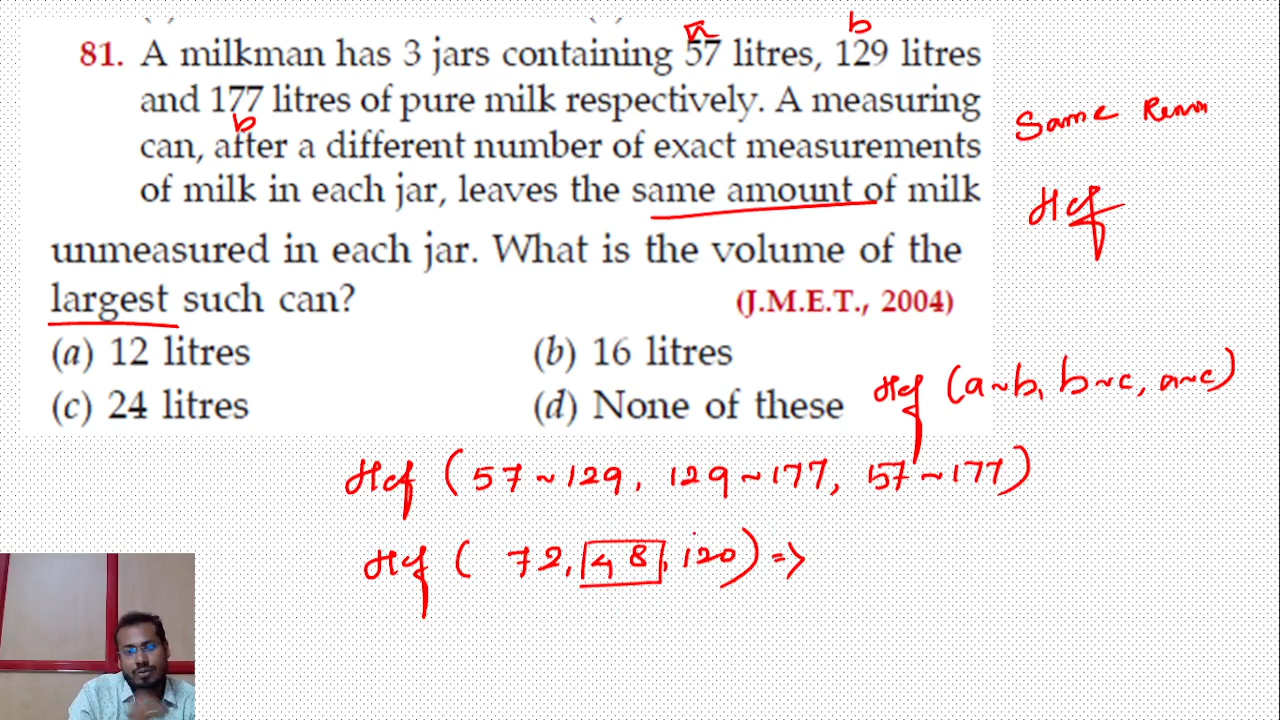 a b
81. A milkman has 3 jars containing 57 litres, 129 litres
and 177 litres of pure milk respectively. A measuring
b
can, after a different number of exact measurements
of milk in each jar, leaves the same amount of milk
unmeasured in each jar. What is the volume of the
largest such can? (J.M.E.T., 2004)
(a) 12 litres (b) 16 litres
(c) 24 litres (d) None of these
Same Rem
Hcf
Hcf (a~b, b~c, a~c)
Hcf (57~129, 129~177, 57~177)
Hcf ( 72, 48, 120) =>